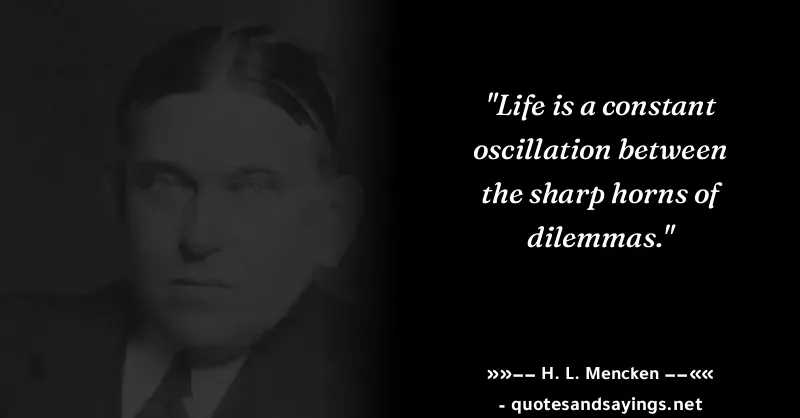 "Life is a constant
oscillation between
the sharp horns of
dilemmas."
»»–– H. L. Mencken ––««
- quotesandsayings.net